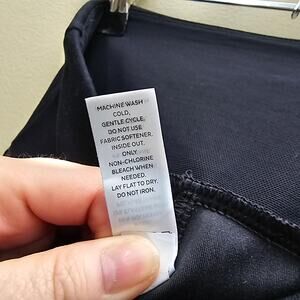 MACHINE WASH
COLD,
GENTLE CYCLE,
DO NOT USE
FABRIC SOFTENER.
INSIDE OUT.
ONLY
NON-CHLORINE
BLEACH WHEN
NEEDED.
LAY FLAT TO DRY.
DO NOT IRON.